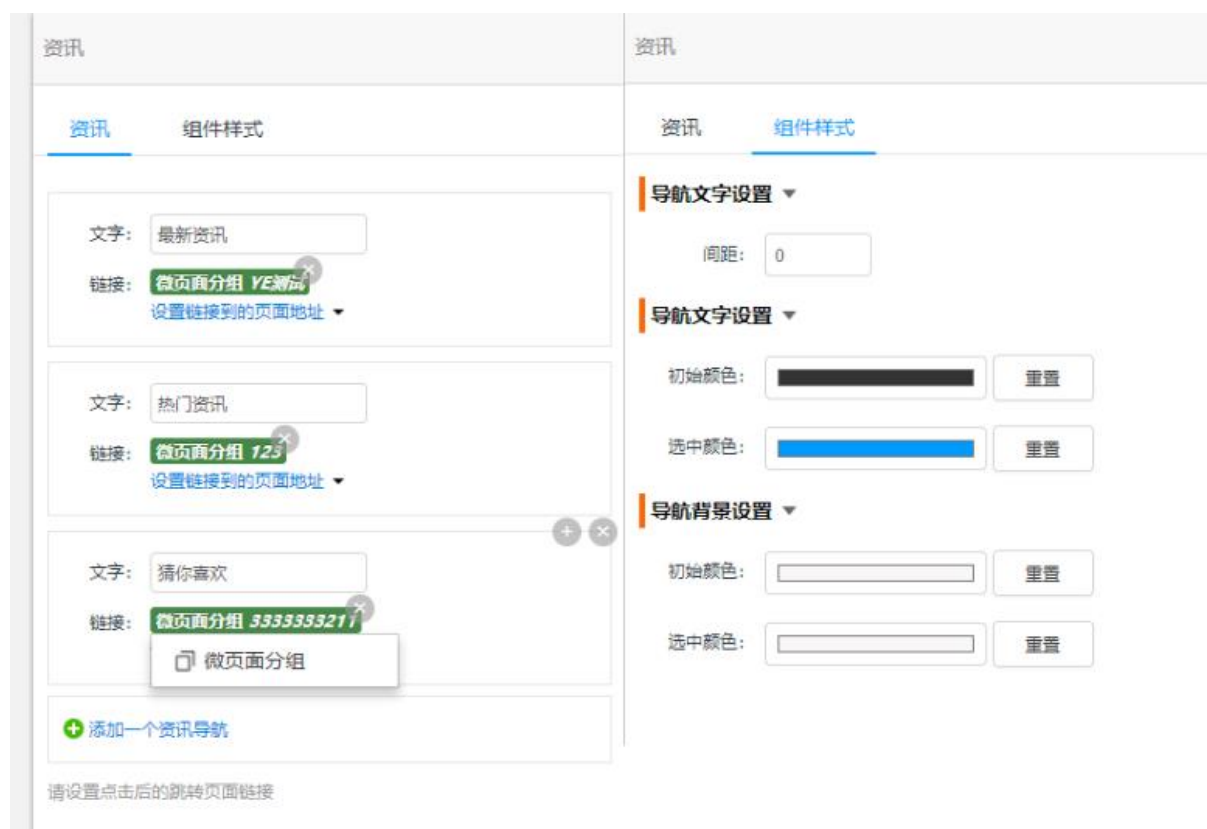 资讯
资讯 组件样式
文字: 最新资讯
链接: 微页面分组 YE测试
设置链接到的页面地址
文字: 热门资讯
链接: 微页面分组 123
设置链接到的页面地址
文字: 猜你喜欢
链接: 微页面分组 3333333211
微页面分组
添加一个资讯导航
请设置点击后的跳转页面链接
资讯
资讯 组件样式
导航文字设置
间距: 0
导航文字设置
初始颜色: 重置
选中颜色: 重置
导航背景设置
初始颜色: 重置
选中颜色: 重置